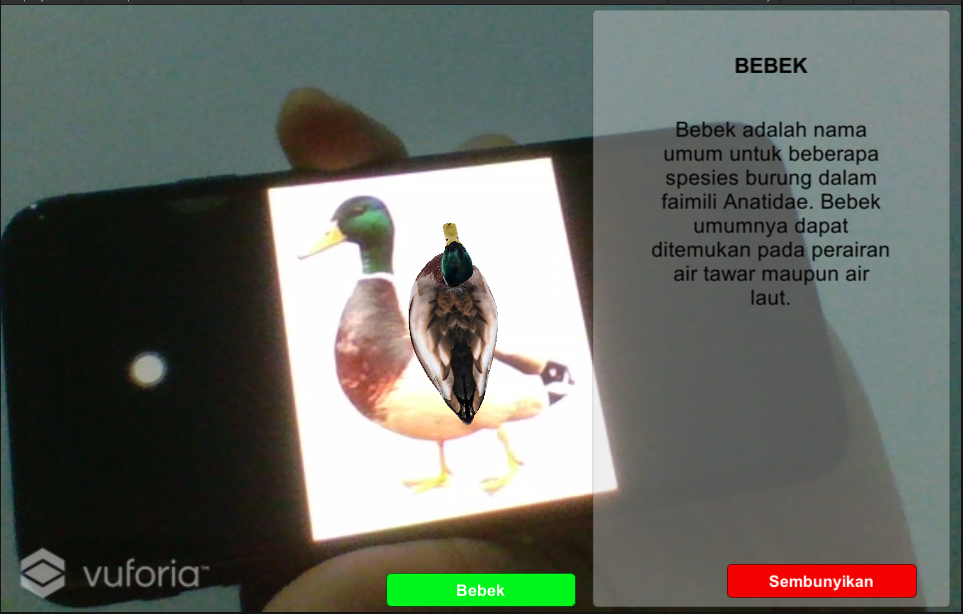 BEBEK
Bebek adalah nama
umum untuk beberapa
spesies burung dalam
faimili Anatidae. Bebek
umumnya dapat
ditemukan pada perairan
air tawar maupun air
laut.
vuforia™
Bebek
Sembunyikan